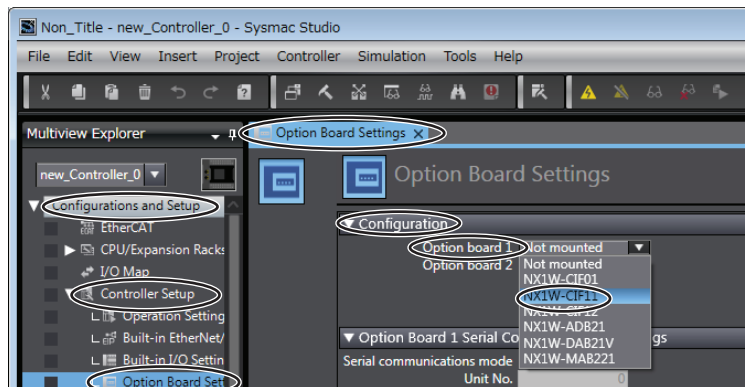 Non_Title - new_Controller_0 - Sysmac Studio
File Edit View Insert Project Controller Simulation Tools Help
Multiview Explorer
Option Board Settings
new_Controller_0
Option Board Settings
Configurations and Setup
EtherCAT
CPU/Expansion Racks
I/O Map
Controller Setup
Operation Setting
Built-in EtherNet/
Built-in I/O Settin
Option Board Sett
Configuration
Option board 1 Not mounted
Option board 2
Not mounted
NX1W-CIF01
NX1W-CIF11
NX1W-CIF12
NX1W-ADB21
NX1W-DAB21V
NX1W-MAB221
Option Board 1 Serial Co gs
Serial communications mode
Unit No. 0